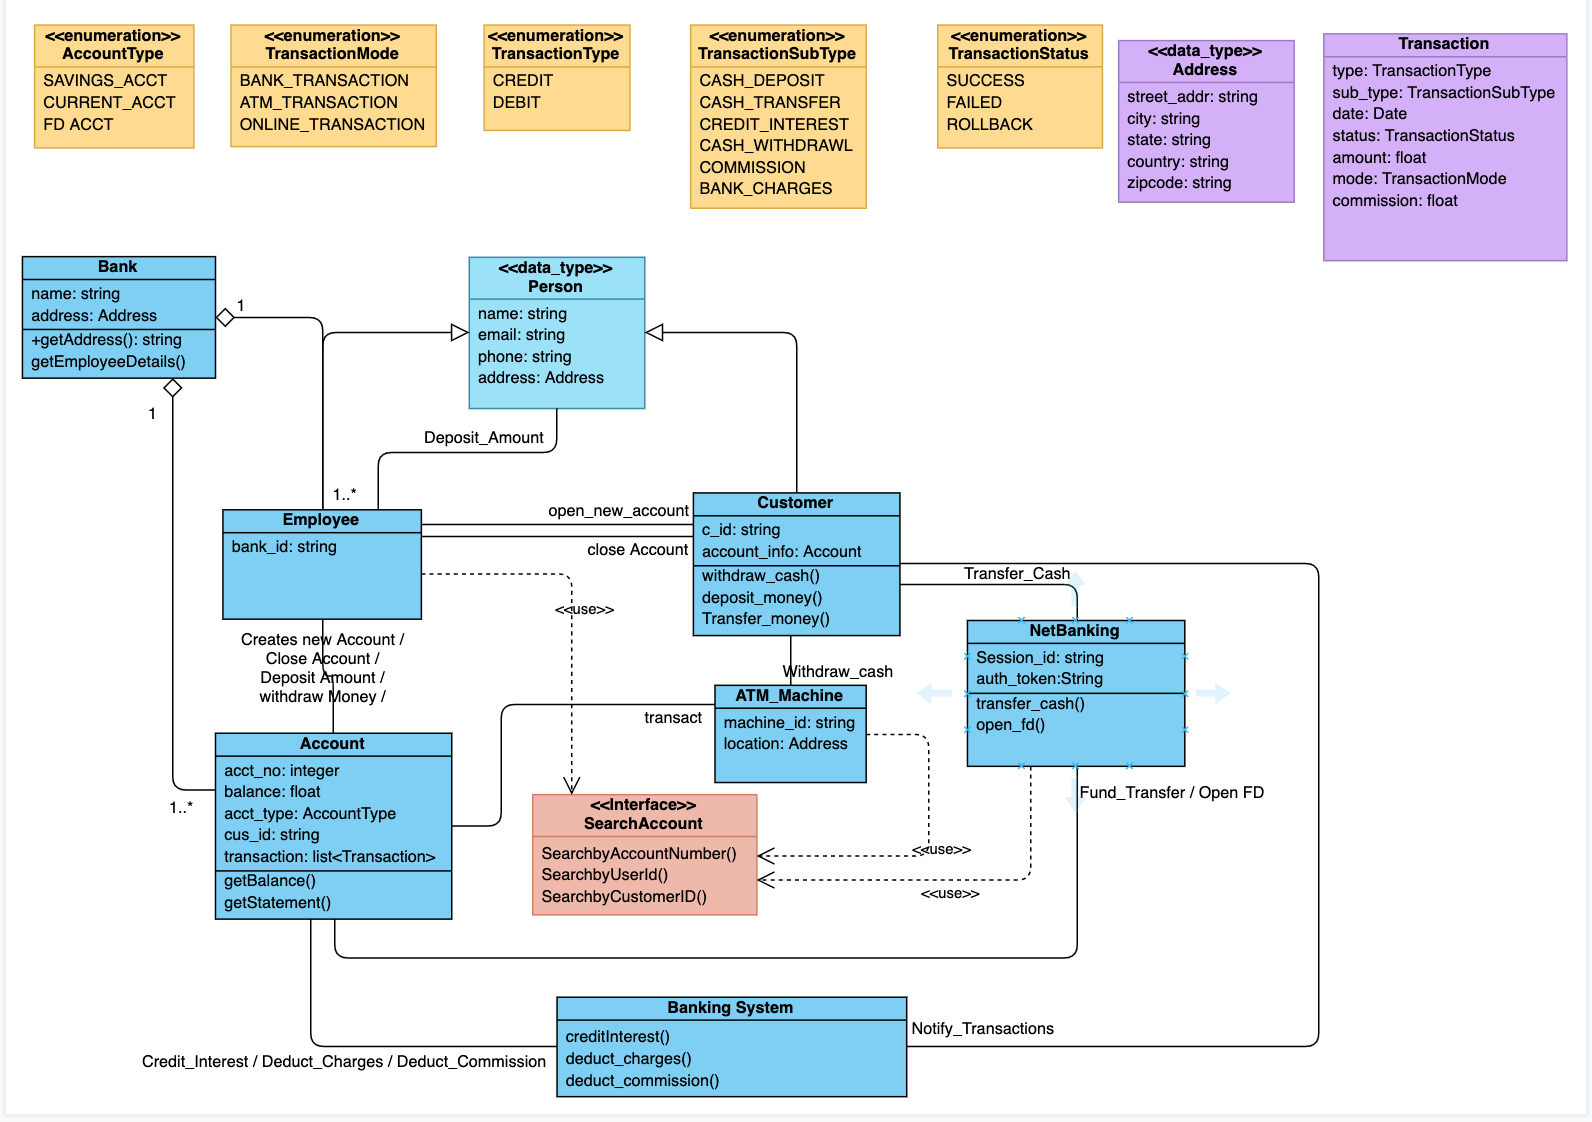 <<enumeration>>
AccountType
SAVINGS_ACCT
CURRENT_ACCT
FD ACCT
<<enumeration>>
TransactionMode
BANK_TRANSACTION
ATM_TRANSACTION
ONLINE_TRANSACTION
<<enumeration>>
TransactionType
CREDIT
DEBIT
<<enumeration>>
TransactionSubType
CASH_DEPOSIT
CASH_TRANSFER
CREDIT_INTEREST
CASH_WITHDRAWL
COMMISSION
BANK_CHARGES
<<enumeration>>
TransactionStatus
SUCCESS
FAILED
ROLLBACK
<<data_type>>
Address
street_addr: string
city: string
state: string
country: string
zipcode: string
Transaction
type: TransactionType
sub_type: TransactionSubType
date: Date
status: TransactionStatus
amount: float
mode: TransactionMode
commission: float
Bank
name: string
address: Address
+getAddress(): string
getEmployeeDetails()
1
1
<<data_type>>
Person
name: string
email: string
phone: string
address: Address
Deposit_Amount
1..*
Employee
bank_id: string
open_new_account
close Account
Customer
c_id: string
account_info: Account
withdraw_cash()
deposit_money()
Transfer_money()
Transfer_Cash
<<use>>
Creates new Account /
Close Account /
Deposit Amount /
withdraw Money /
NetBanking
Session_id: string
auth_token:String
transfer_cash()
open_fd()
Withdraw_cash
ATM_Machine
machine_id: string
location: Address
transact
Account
acct_no: integer
balance: float
acct_type: AccountType
cus_id: string
transaction: list<Transaction>
getBalance()
getStatement()
1..*
<<Interface>>
SearchAccount
SearchbyAccountNumber()
SearchbyUserId()
SearchbyCustomerID()
<<use>>
<<use>>
Fund_Transfer / Open FD
Banking System
creditInterest()
deduct_charges()
deduct_commission()
Notify_Transactions
Credit_Interest / Deduct_Charges / Deduct_Commission